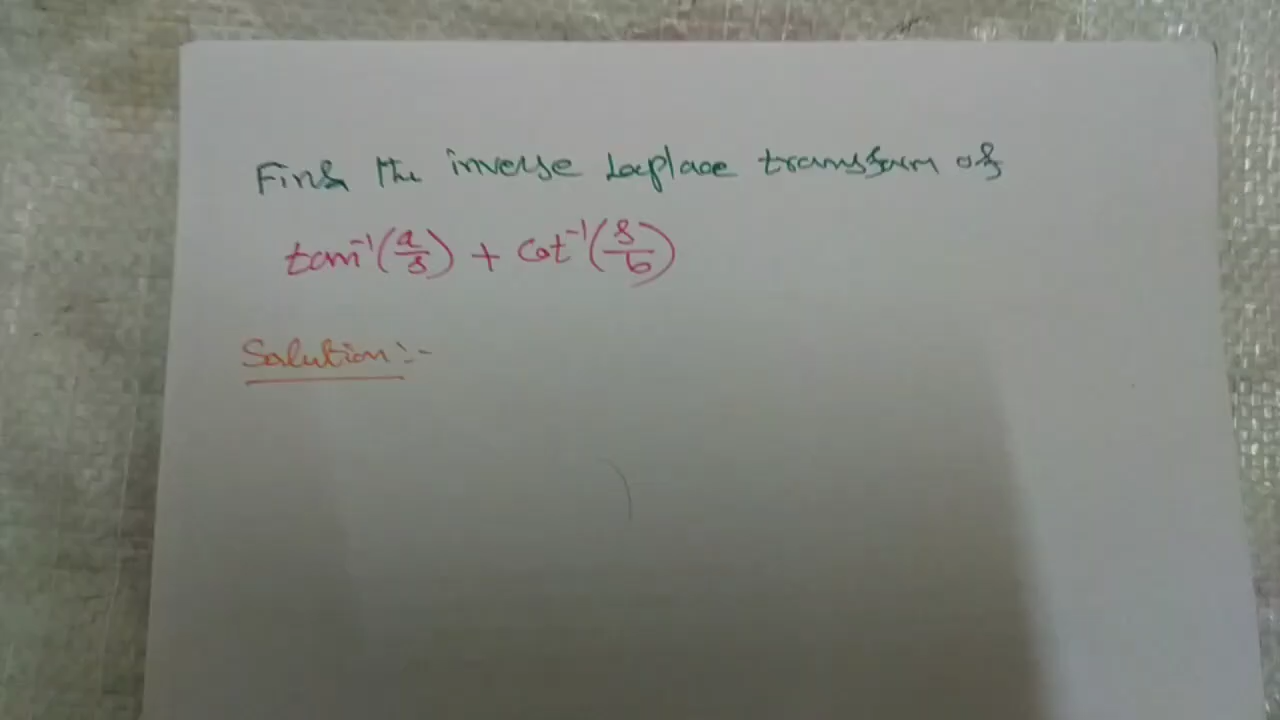 Find the inverse Laplace transform of
tan⁻¹(a/s) + cot⁻¹(s/b)
Solution :-